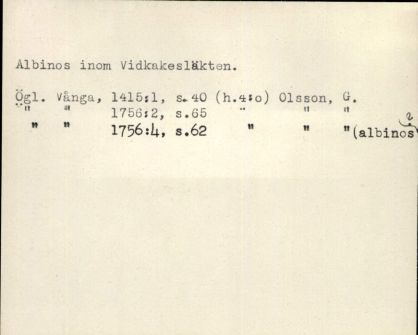 Albinos inom Vidkakesläkten.
Ögl. Vånga, 1415:1, s. 40 (h.4:o) Olsson, G.
" " 1756:2, s.65 " " "
" " 1756:4, s.62 " " " (albinos?)